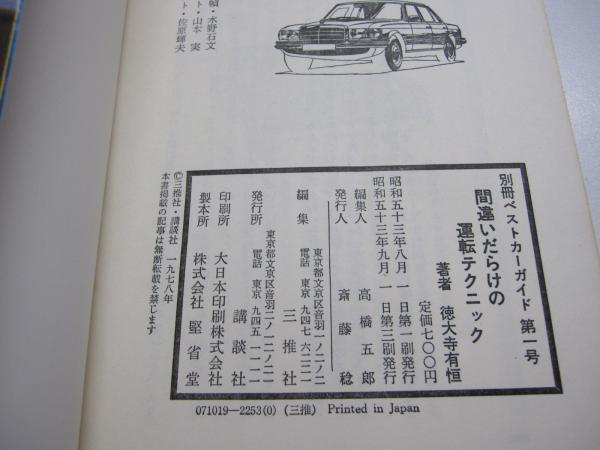 幀・水野石文
ト・山本 実
ト・佐原輝夫
別冊ベストカーガイド 第一号
間違いだらけの
運転テクニック
著者 徳大寺有恒
定価七〇〇円
昭和五十三年八月 一日第一刷発行
昭和五十三年九月 一日第三刷発行
編集人 高橋五郎
発行人 斎藤 稔
編集 三推社
東京都文京区音羽一ノ二ノ二
電話 東京 九四七 六二三一
発行所 講談社
東京都文京区音羽二ノ一二ノ二一
電話 東京 九四五 一一一一
印刷所 大日本印刷株式会社
製本所 株式会社 堅省堂
©三推社・講談社 一九七八年
本書掲載の記事は無断転載を禁じます
071019―2253(0) (三推) Printed in Japan